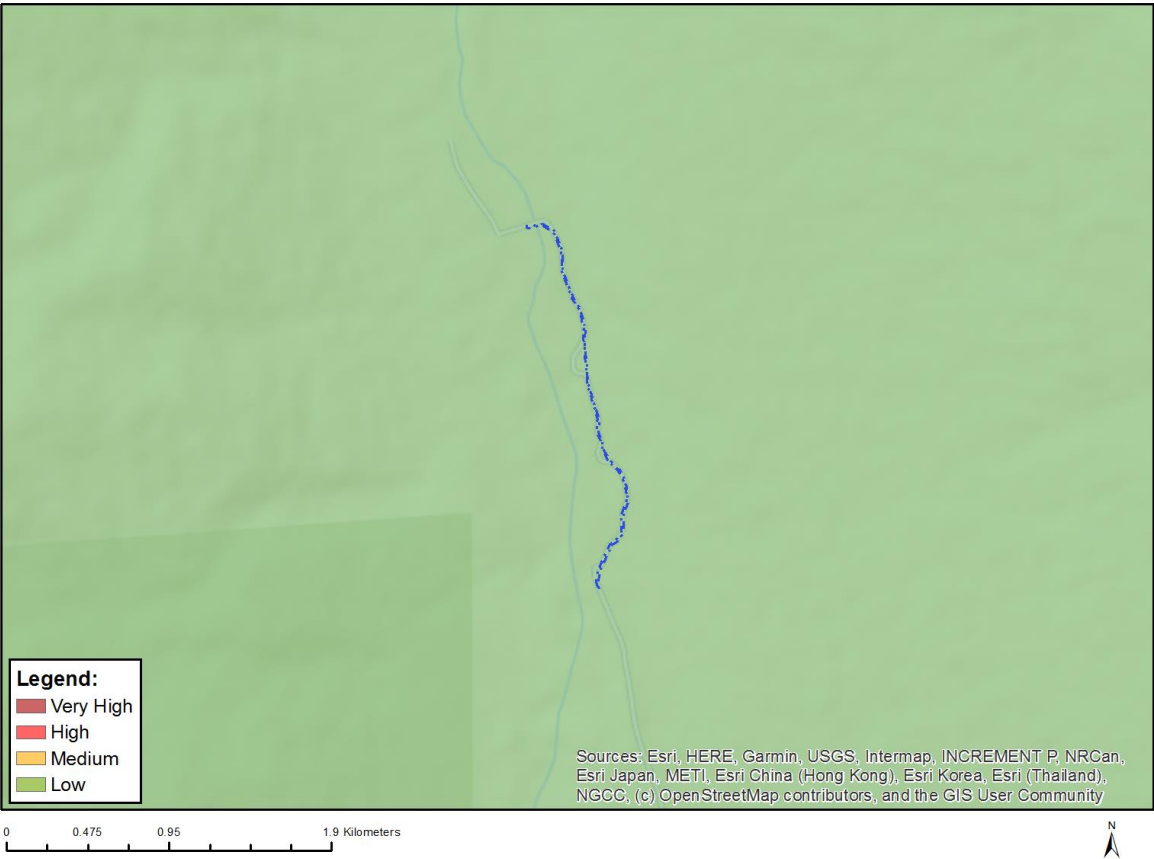 Legend:
Very High
High
Medium
Low
Sources: Esri, HERE, Garmin, USGS, Intermap, INCREMENT P, NRCan,
Esri Japan, METI, Esri China (Hong Kong), Esri Korea, Esri (Thailand),
NGCC, (c) OpenStreetMap contributors, and the GIS User Community
0 0.475 0.95 1.9 Kilometers
N